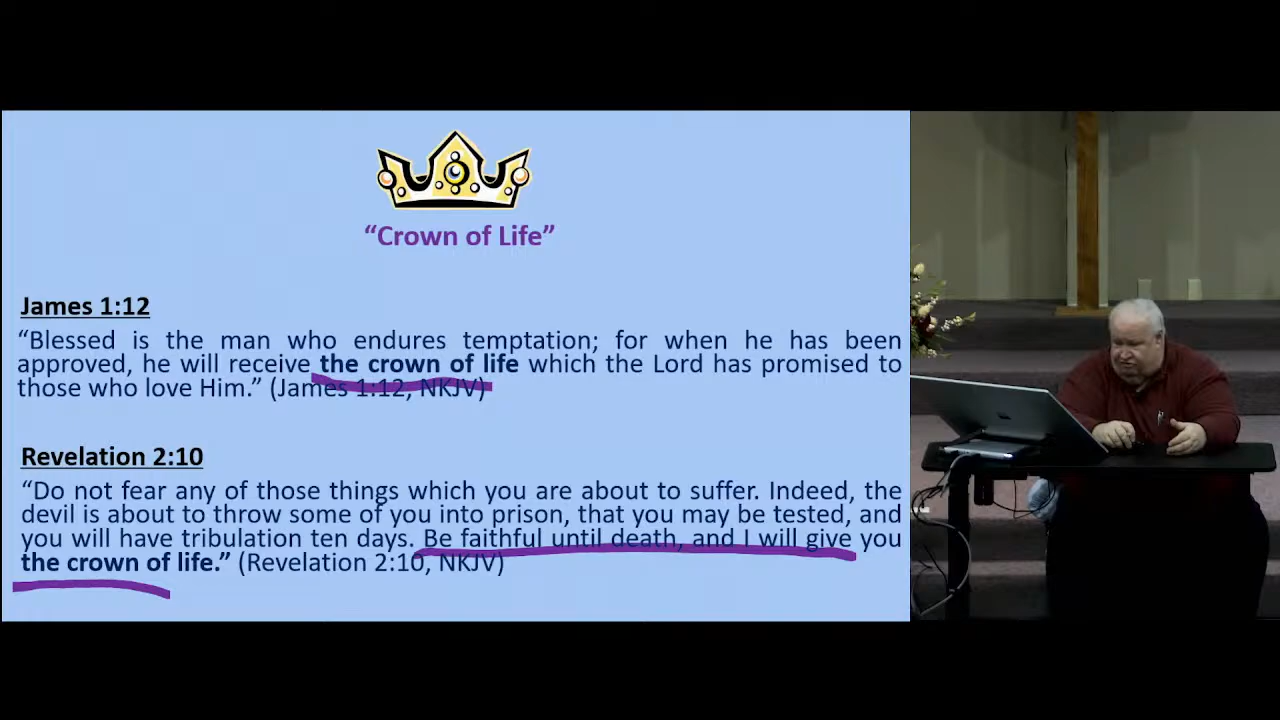 “Crown of Life”
James 1:12
“Blessed is the man who endures temptation; for when he has been
approved, he will receive the crown of life which the Lord has promised to
those who love Him.” (James 1:12, NKJV)
Revelation 2:10
“Do not fear any of those things which you are about to suffer. Indeed, the
devil is about to throw some of you into prison, that you may be tested, and
you will have tribulation ten days. Be faithful until death, and I will give you
the crown of life.” (Revelation 2:10, NKJV)